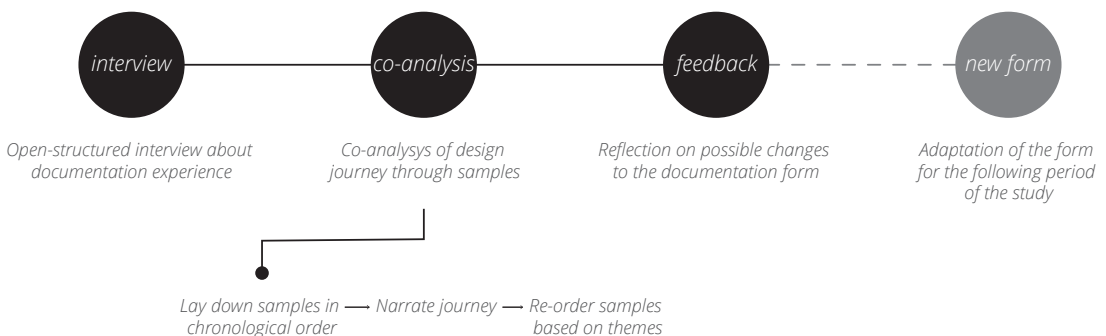 interview
co-analysis
feedback
new form
Open-structured interview about
documentation experience
Co-analysys of design
journey through samples
Reflection on possible changes
to the documentation form
Adaptation of the form
for the following period
of the study
Lay down samples in
chronological order
Narrate journey
Re-order samples
based on themes